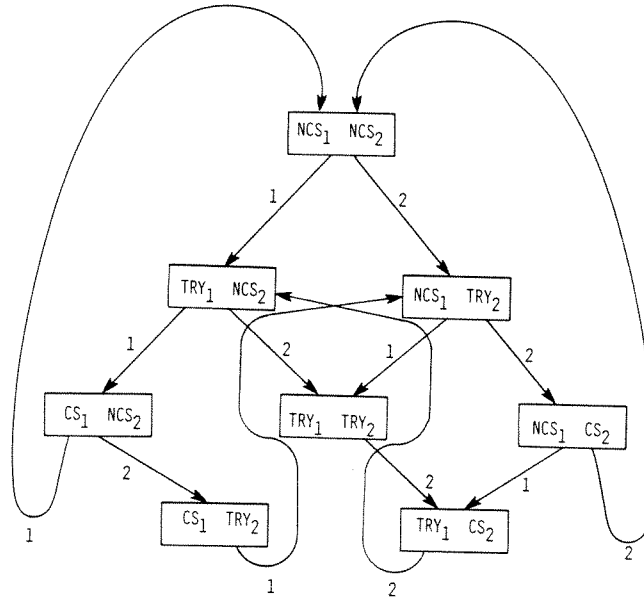 NCS₁ NCS₂
1 2
TRY₁ NCS₂ NCS₁ TRY₂
1 2 1 2
CS₁ NCS₂ TRY₁ TRY₂ NCS₁ CS₂
2 2 1
CS₁ TRY₂ TRY₁ CS₂
1 1 2 2